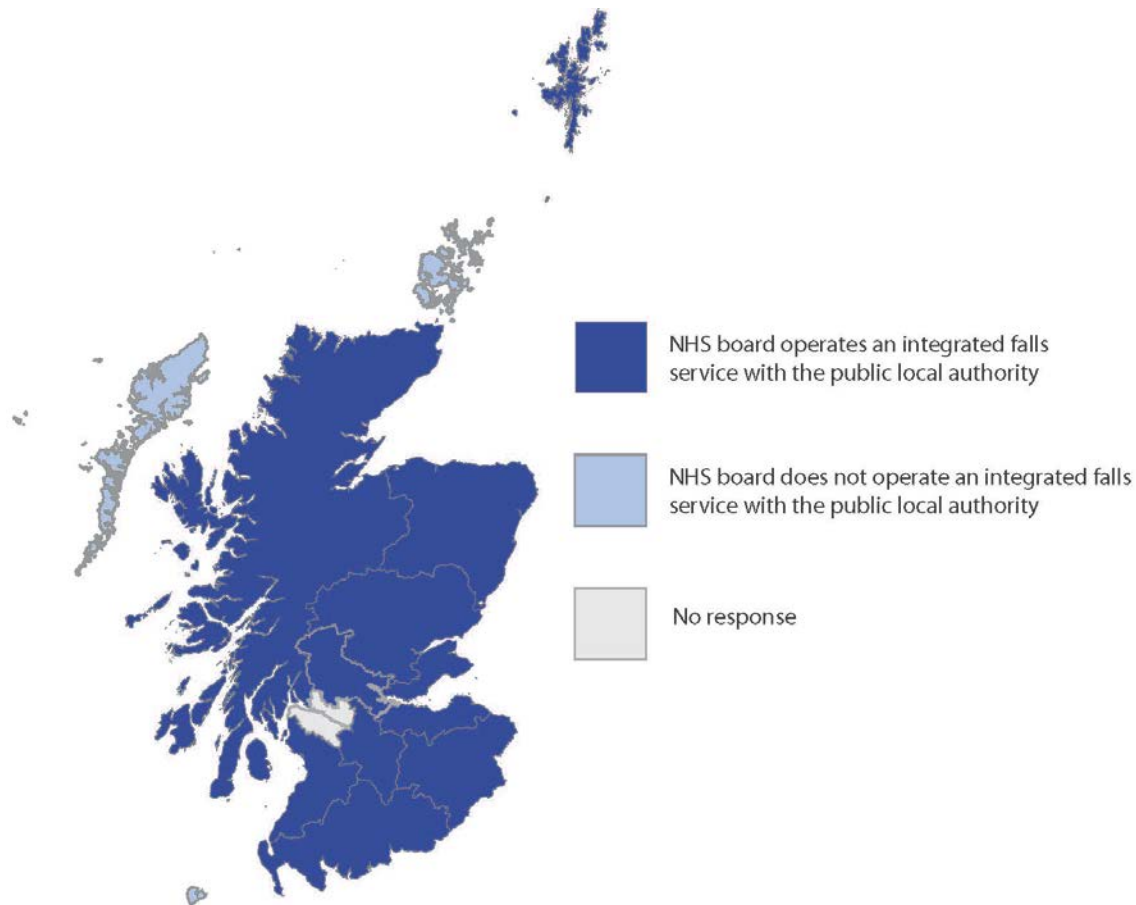 NHS board operates an integrated falls
service with the public local authority
NHS board does not operate an integrated falls
service with the public local authority
No response